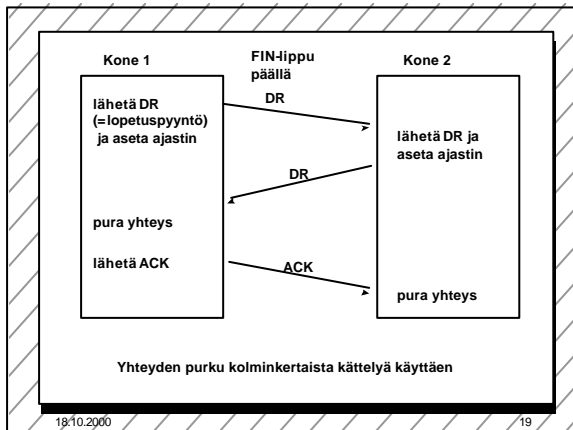 Kone 1
FIN-lippu
päällä
Kone 2
DR
lähetä DR
(=lopetuspyyntö)
ja aseta ajastin
lähetä DR ja
aseta ajastin
DR
pura yhteys
lähetä ACK
ACK
pura yhteys
Yhteyden purku kolminkertaista kättelyä käyttäen
18.10.2000
19